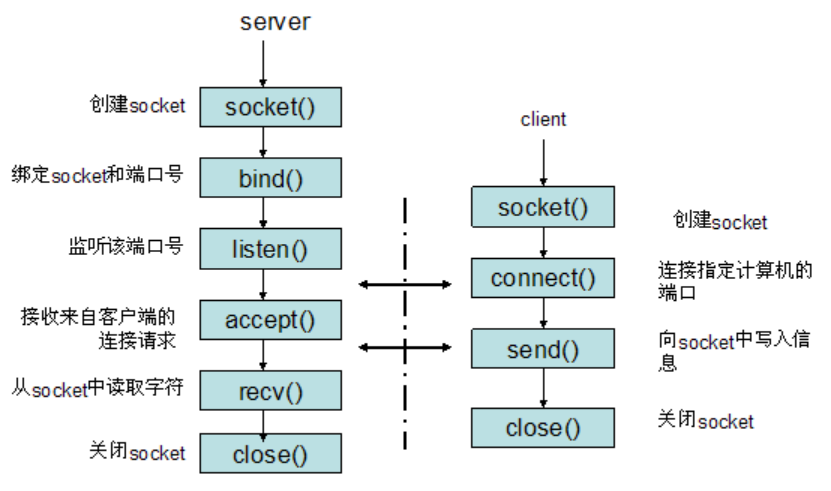 server
创建socket
socket()
绑定socket和端口号
bind()
监听该端口号
listen()
接收来自客户端的
连接请求
accept()
从socket中读取字符
recv()
关闭socket
close()
client
socket()
创建socket
connect()
连接指定计算机的
端口
send()
向socket中写入信
息
close()
关闭socket